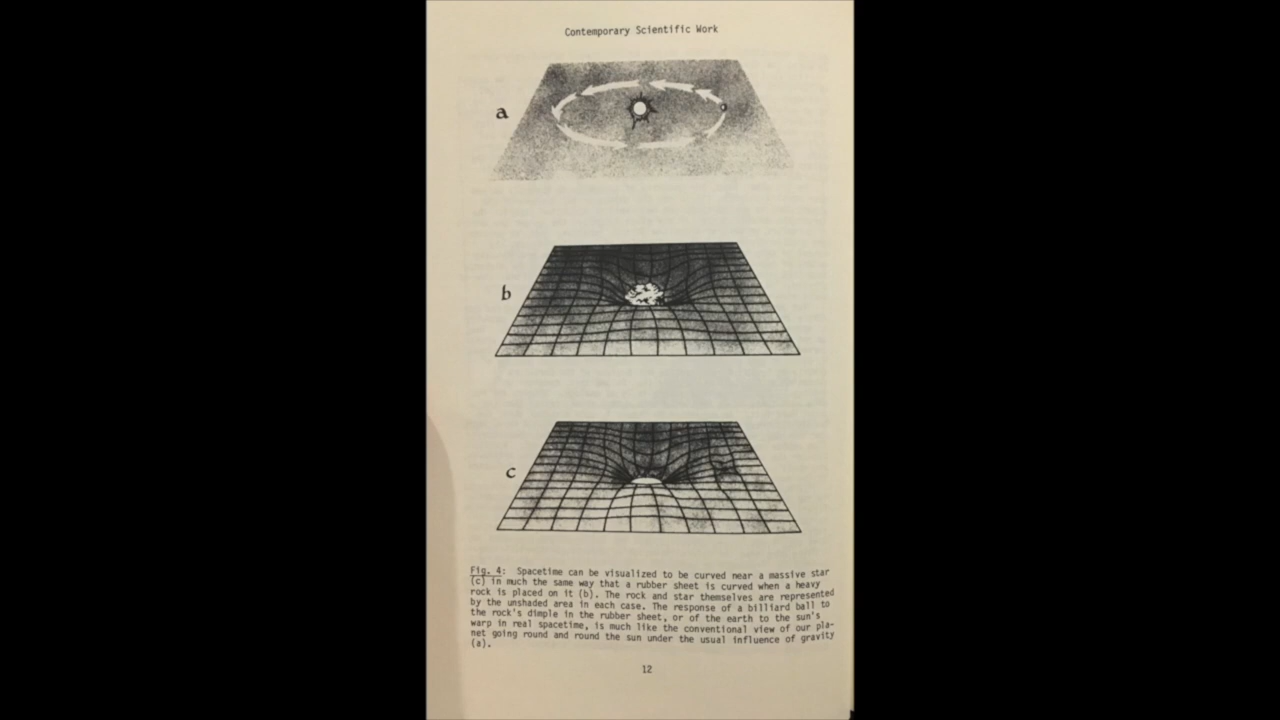 Contemporary Scientific Work
a
b
c
Fig. 4: Spacetime can be visualized to be curved near a massive star
(c) in much the same way that a rubber sheet is curved when a heavy
rock is placed on it (b). The rock and star themselves are represented
by the unshaded area in each case. The response of a billiard ball to
the rock's dimple in the rubber sheet, or of the earth to the sun's
warp in real spacetime, is much like the conventional view of our pla-
net going round and round the sun under the usual influence of gravity
(a).
12